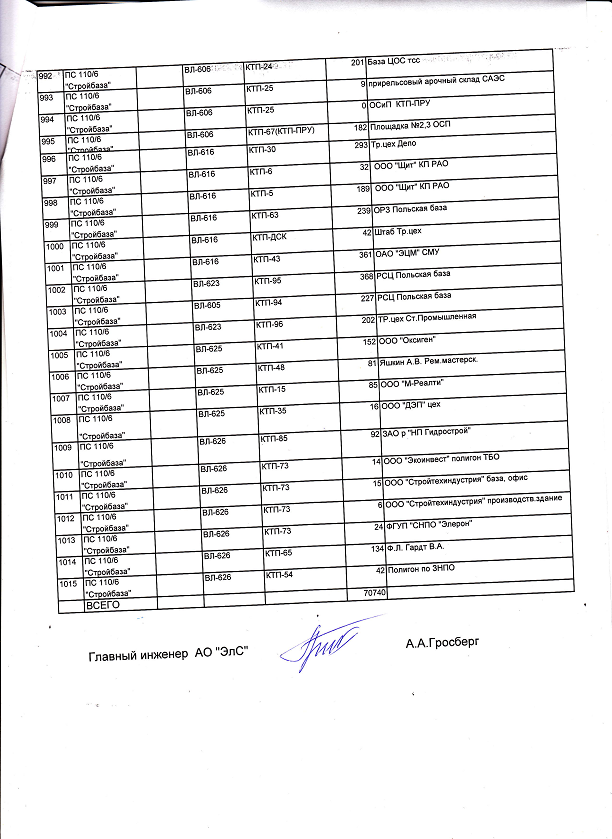 992 ПС 110/6 "Стройбаза" ВЛ-606 КТП-24 201 База ЦОС тсс
993 ПС 110/6 "Стройбаза" ВЛ-606 КТП-25 9 прирельсовый арочный склад САЭС
994 ПС 110/6 "Стройбаза" ВЛ-606 КТП-25 0 ОСиП КТП-ПРУ
995 ПС 110/6 "Стройбаза" ВЛ-606 КТП-67(КТП-ПРУ) 182 Площадка №2,3 ОСП
996 ПС 110/6 "Стройбаза" ВЛ-616 КТП-30 293 Тр.цех Депо
997 ПС 110/6 "Стройбаза" ВЛ-616 КТП-6 32 ООО "Щит" КП РАО
998 ПС 110/6 "Стройбаза" ВЛ-616 КТП-5 189 ООО "Щит" КП РАО
999 ПС 110/6 "Стройбаза" ВЛ-616 КТП-63 239 ОРЗ Польская база
1000 ПС 110/6 "Стройбаза" ВЛ-616 КТП-ДСК 42 Штаб Тр.цех
1001 ПС 110/6 "Стройбаза" ВЛ-616 КТП-43 361 ОАО "ЭЦМ" СМУ
1002 ПС 110/6 "Стройбаза" ВЛ-623 КТП-95 368 РСЦ Польская база
1003 ПС 110/6 "Стройбаза" ВЛ-605 КТП-94 227 РСЦ Польская база
1004 ПС 110/6 "Стройбаза" ВЛ-623 КТП-96 202 ТР.цех Ст.Промышленная
1005 ПС 110/6 "Стройбаза" ВЛ-625 КТП-41 152 ООО "Оксиген"
1006 ПС 110/6 "Стройбаза" ВЛ-625 КТП-48 81 Яшкин А.В. Рем.мастерск.
1007 ПС 110/6 "Стройбаза" ВЛ-625 КТП-15 85 ООО "М-Реалти"
1008 ПС 110/6 "Стройбаза" ВЛ-625 КТП-35 16 ООО "ДЭП" цех
1009 ПС 110/6 "Стройбаза" ВЛ-626 КТП-85 92 ЗАО р "НП Гидрострой"
1010 ПС 110/6 "Стройбаза" ВЛ-626 КТП-73 14 ООО "Экоинвест" полигон ТБО
1011 ПС 110/6 "Стройбаза" ВЛ-626 КТП-73 15 ООО "Стройтехиндустрия" база, офис
1012 ПС 110/6 "Стройбаза" ВЛ-626 КТП-73 6 ООО "Стройтехиндустрия" производств.здание
1013 ПС 110/6 "Стройбаза" ВЛ-626 КТП-73 24 ФГУП "СНПО "Элерон"
1014 ПС 110/6 "Стройбаза" ВЛ-626 КТП-65 134 Ф.Л. Гардт В.А.
1015 ПС 110/6 "Стройбаза" ВЛ-626 КТП-54 42 Полигон по ЗНПО
ВСЕГО 70740
Главный инженер АО "ЭлС" А.А.Гросберг